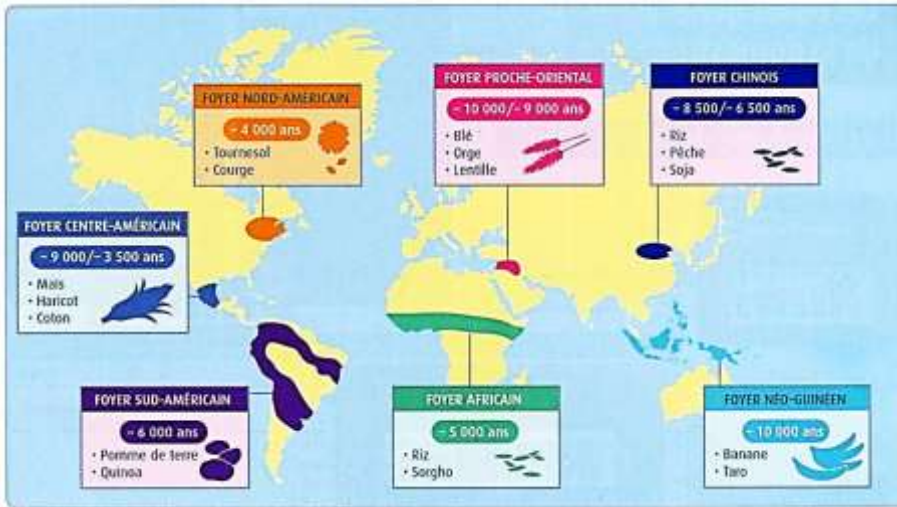 FOYER NORD-AMÉRICAIN
- 4 000 ans
• Tournesol
• Courge
FOYER PROCHE-ORIENTAL
- 10 000/- 9 000 ans
• Blé
• Orge
• Lentille
FOYER CHINOIS
- 8 500/- 6 500 ans
• Riz
• Pêche
• Soja
FOYER CENTRE-AMÉRICAIN
- 9 000/- 3 500 ans
• Maïs
• Haricot
• Coton
FOYER SUD-AMÉRICAIN
- 6 000 ans
• Pomme de terre
• Quinoa
FOYER AFRICAIN
- 5 000 ans
• Riz
• Sorgho
FOYER NÉO-GUINÉEN
- 10 000 ans
• Banane
• Taro